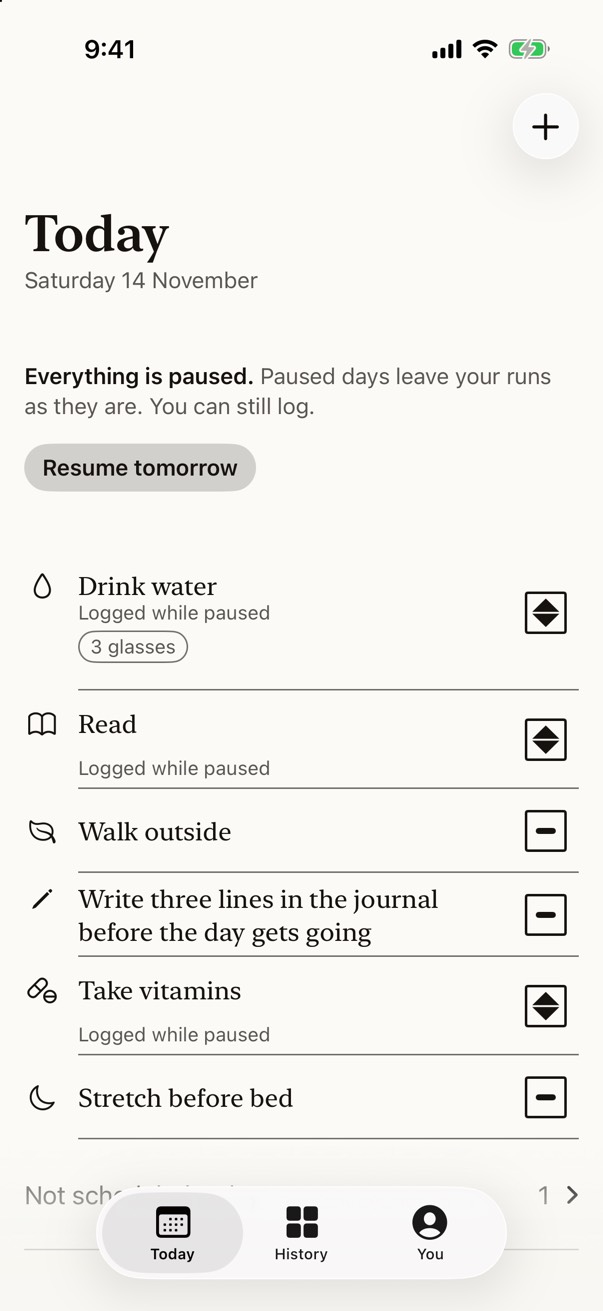 9:41
Today
Saturday 14 November
Everything is paused. Paused days leave your runs
as they are. You can still log.
Resume tomorrow
Drink water
Logged while paused
3 glasses
Read
Logged while paused
Walk outside
Write three lines in the journal
before the day gets going
Take vitamins
Logged while paused
Stretch before bed
Not 1
Today
History
You